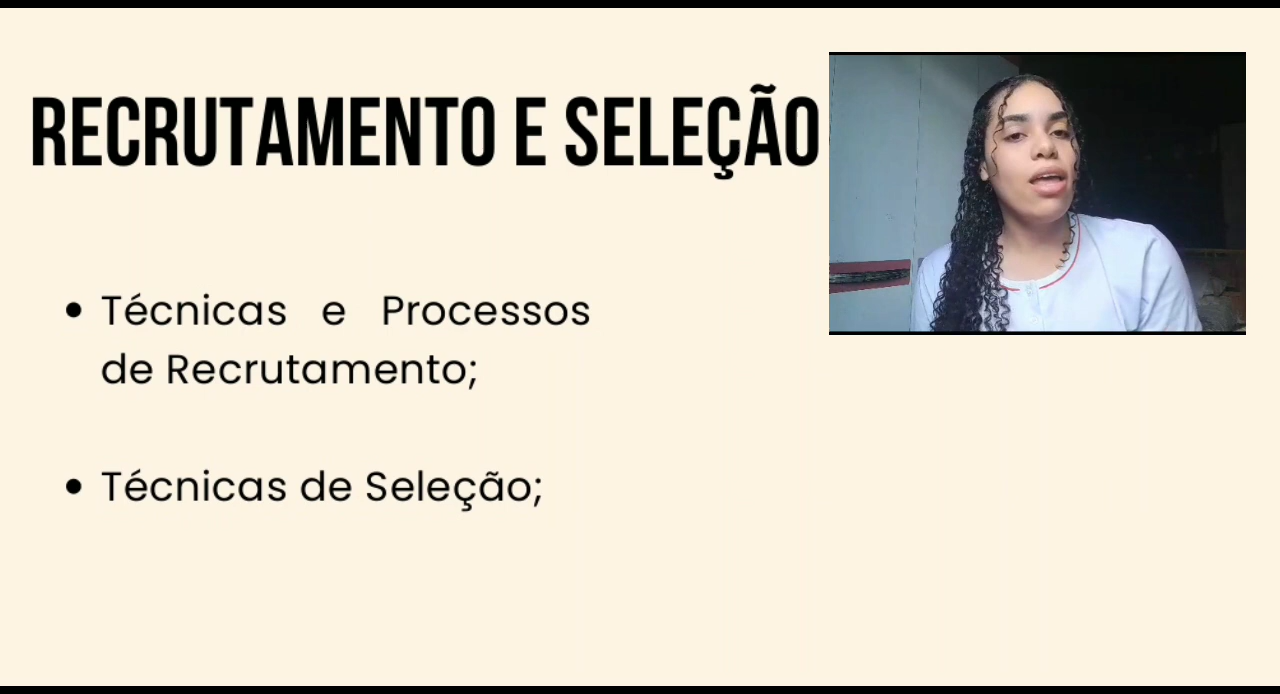 RECRUTAMENTO E SELEÇÃO
• Técnicas e Processos
de Recrutamento;
• Técnicas de Seleção;